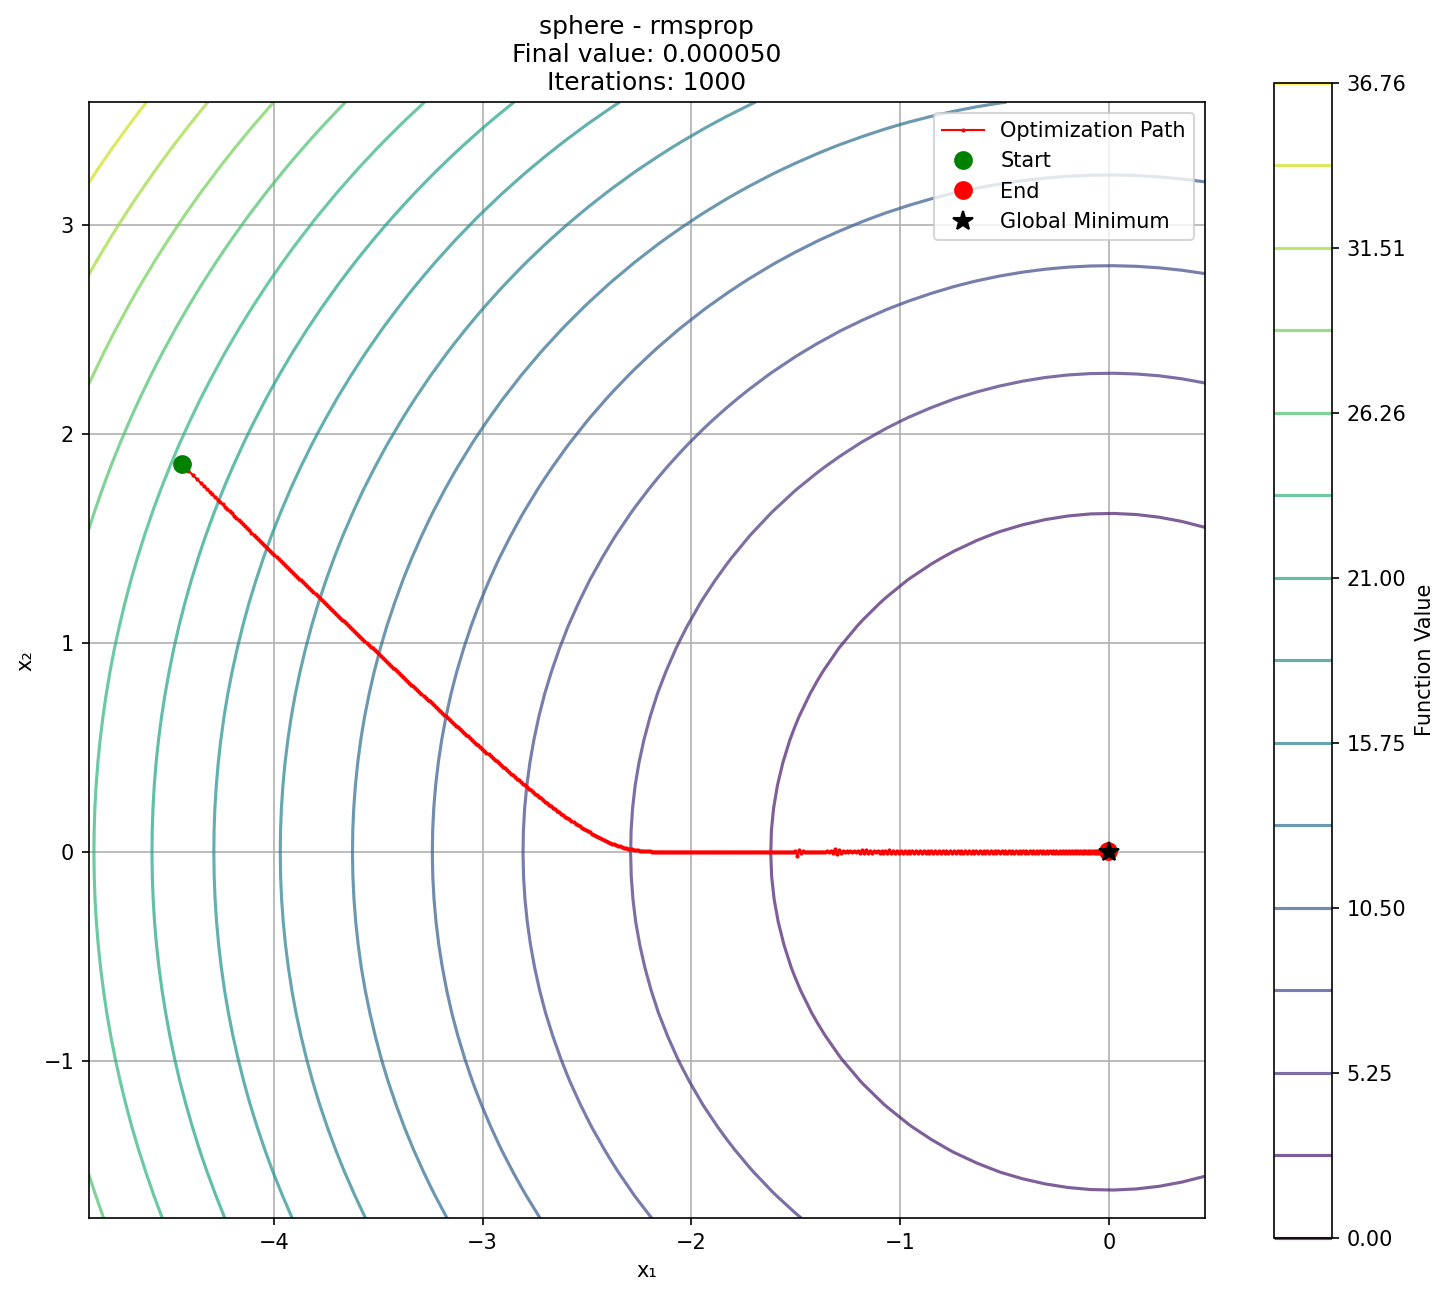 sphere - rmsprop
Final value: 0.000050
Iterations: 1000
Optimization Path
Start
End
Global Minimum
3
2
1
0
−1
x₂
−4
−3
−2
−1
0
x₁
36.76
31.51
26.26
21.00
15.75
10.50
5.25
0.00
Function Value